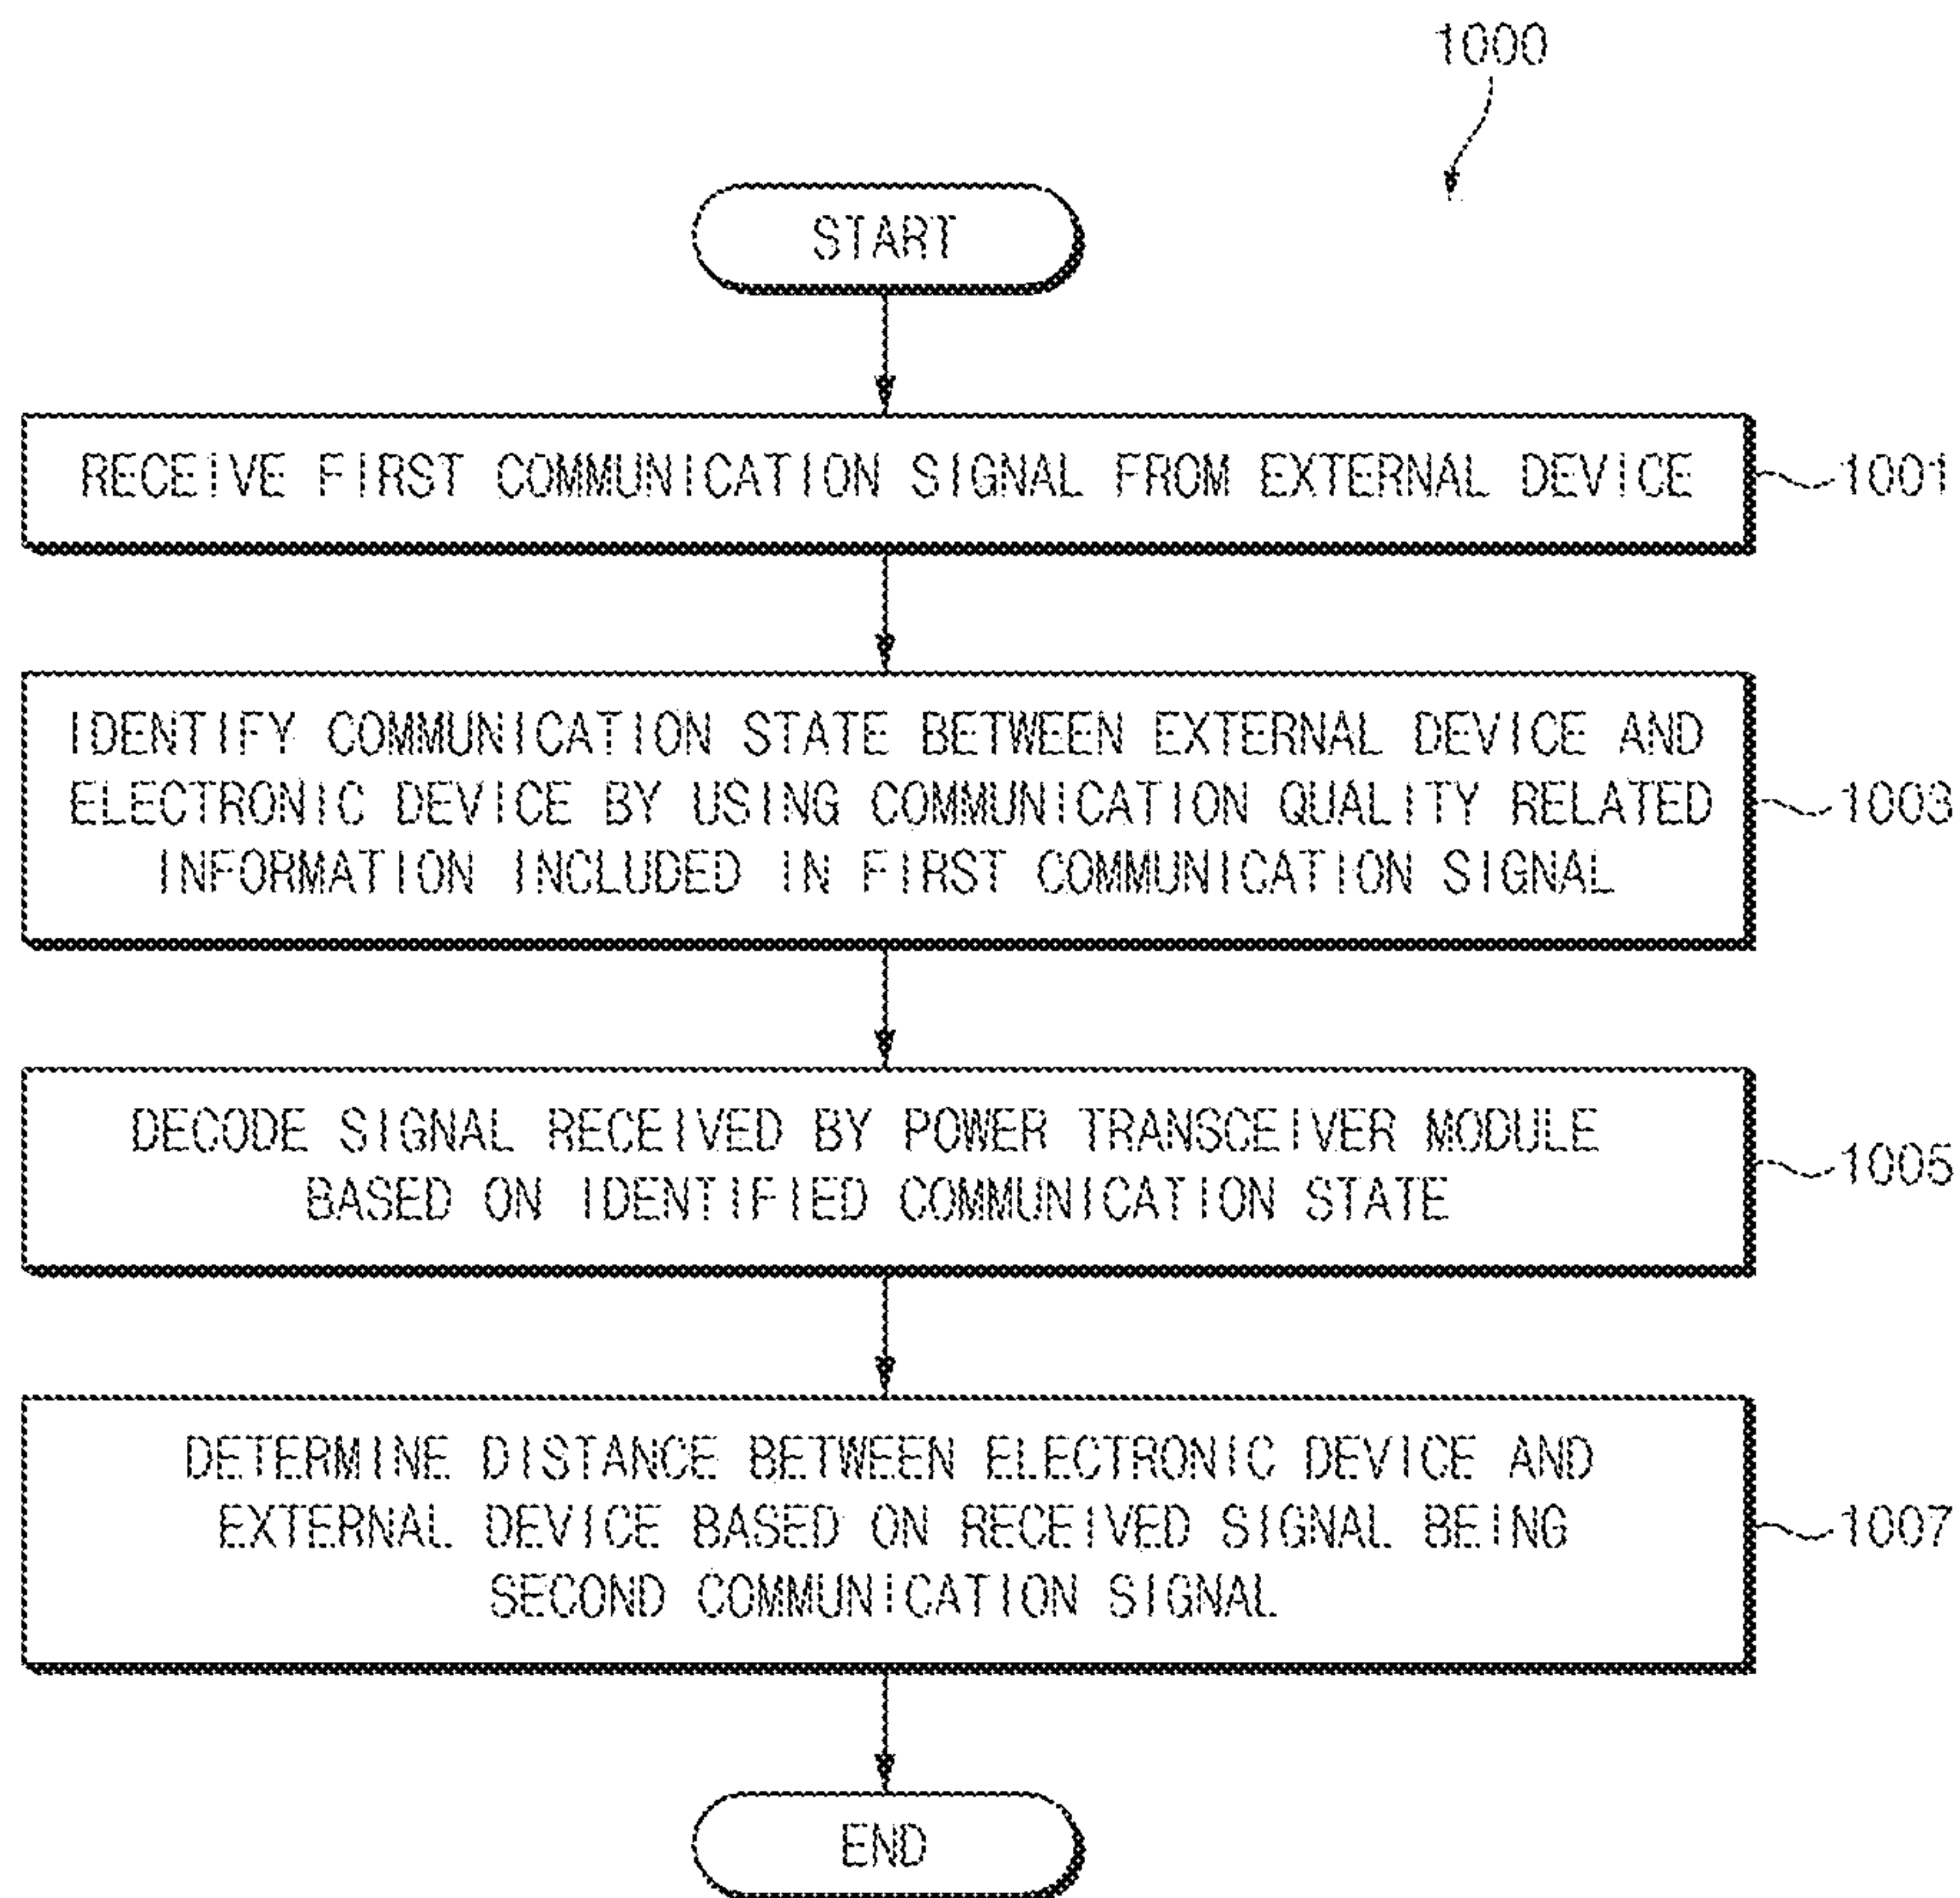 1000
START
RECEIVE FIRST COMMUNICATION SIGNAL FROM EXTERNAL DEVICE
1001
IDENTIFY COMMUNICATION STATE BETWEEN EXTERNAL DEVICE AND
ELECTRONIC DEVICE BY USING COMMUNICATION QUALITY RELATED
INFORMATION INCLUDED IN FIRST COMMUNICATION SIGNAL
1003
DECODE SIGNAL RECEIVED BY POWER TRANSCEIVER MODULE
BASED ON IDENTIFIED COMMUNICATION STATE
1005
DETERMINE DISTANCE BETWEEN ELECTRONIC DEVICE AND
EXTERNAL DEVICE BASED ON RECEIVED SIGNAL BEING
SECOND COMMUNICATION SIGNAL
1007
END